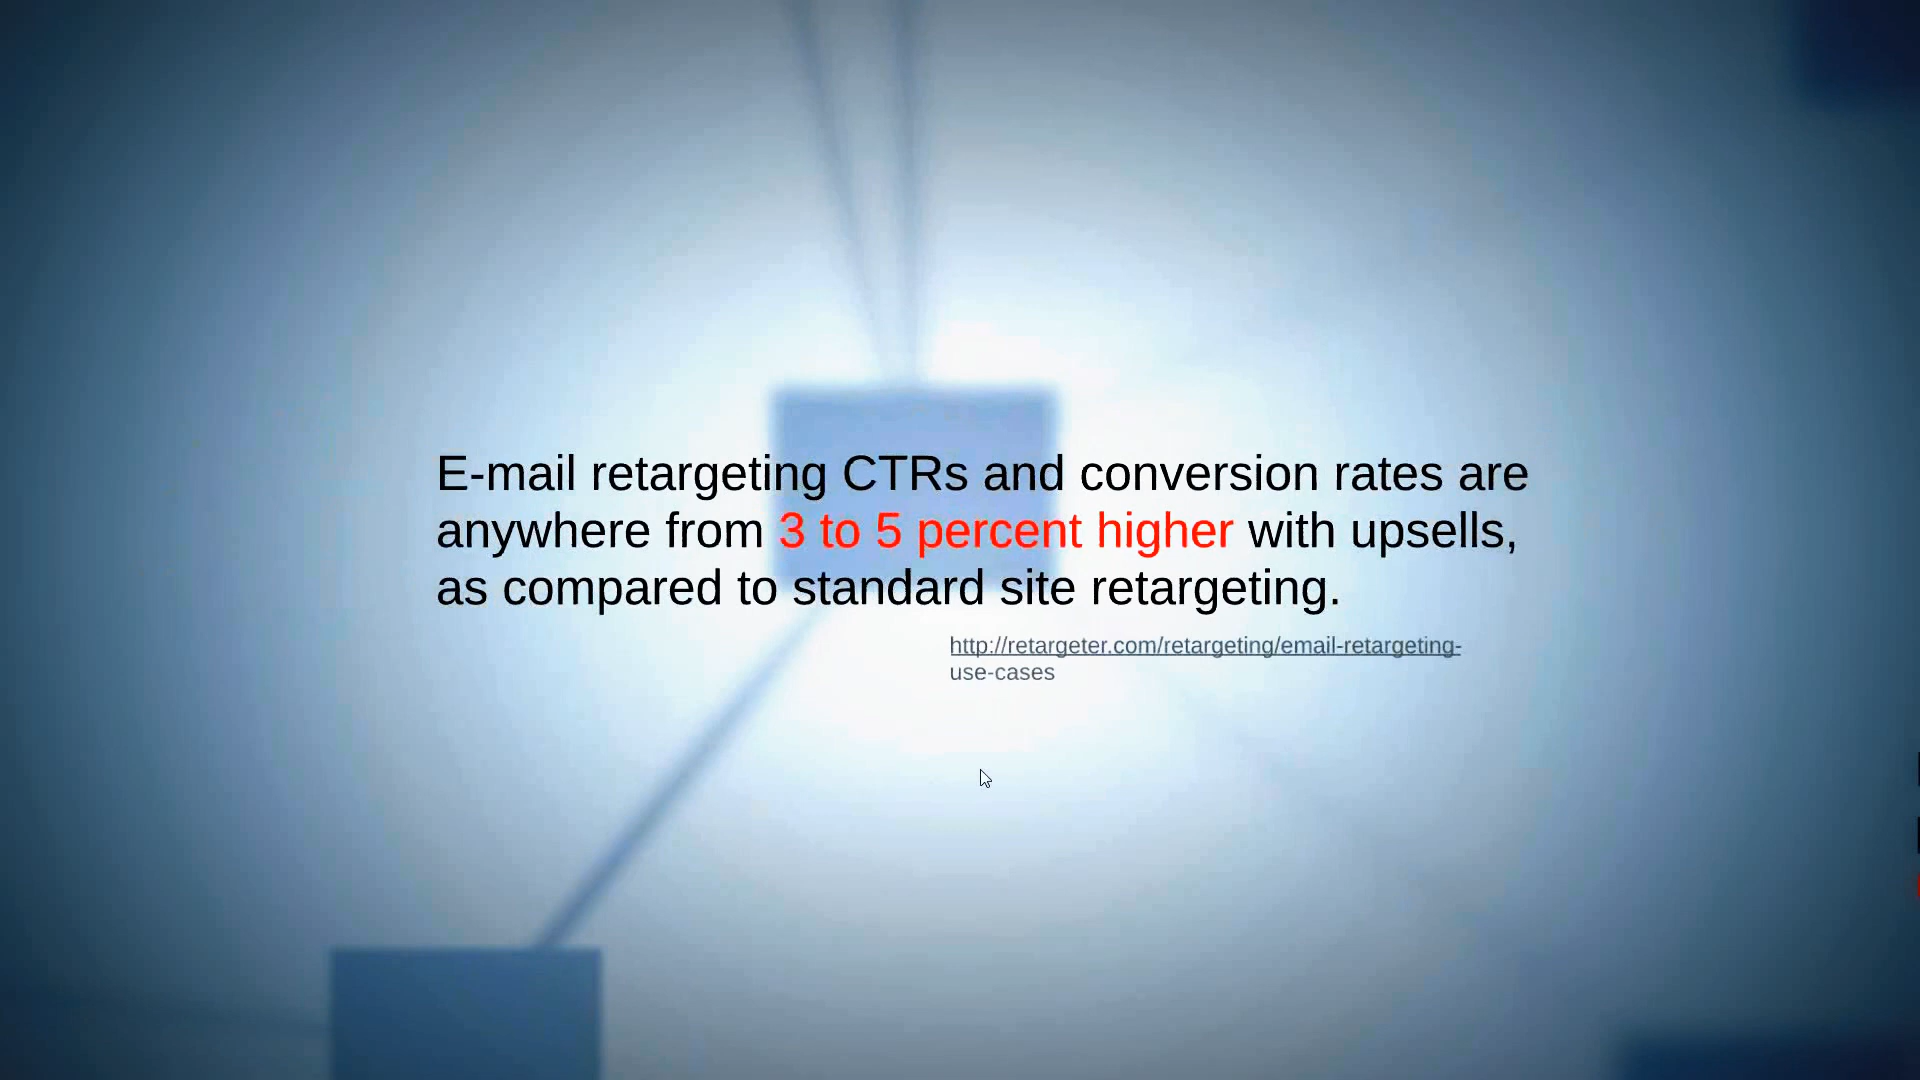 E-mail retargeting CTRs and conversion rates are
anywhere from 3 to 5 percent higher with upsells,
as compared to standard site retargeting.
http://retargeter.com/retargeting/email-retargeting-
use-cases